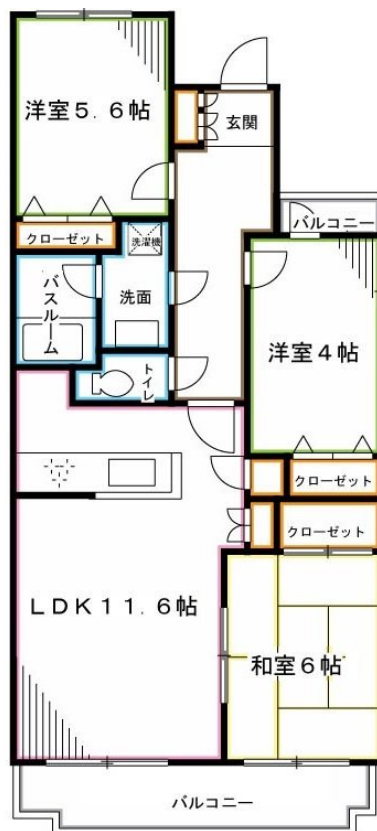 洋室5.6帖
玄関
クローゼット
洗濯機
バルコニー
バスルーム
洗面
洋室4帖
トイレ
クローゼット
クローゼット
LDK11.6帖
和室6帖
バルコニー